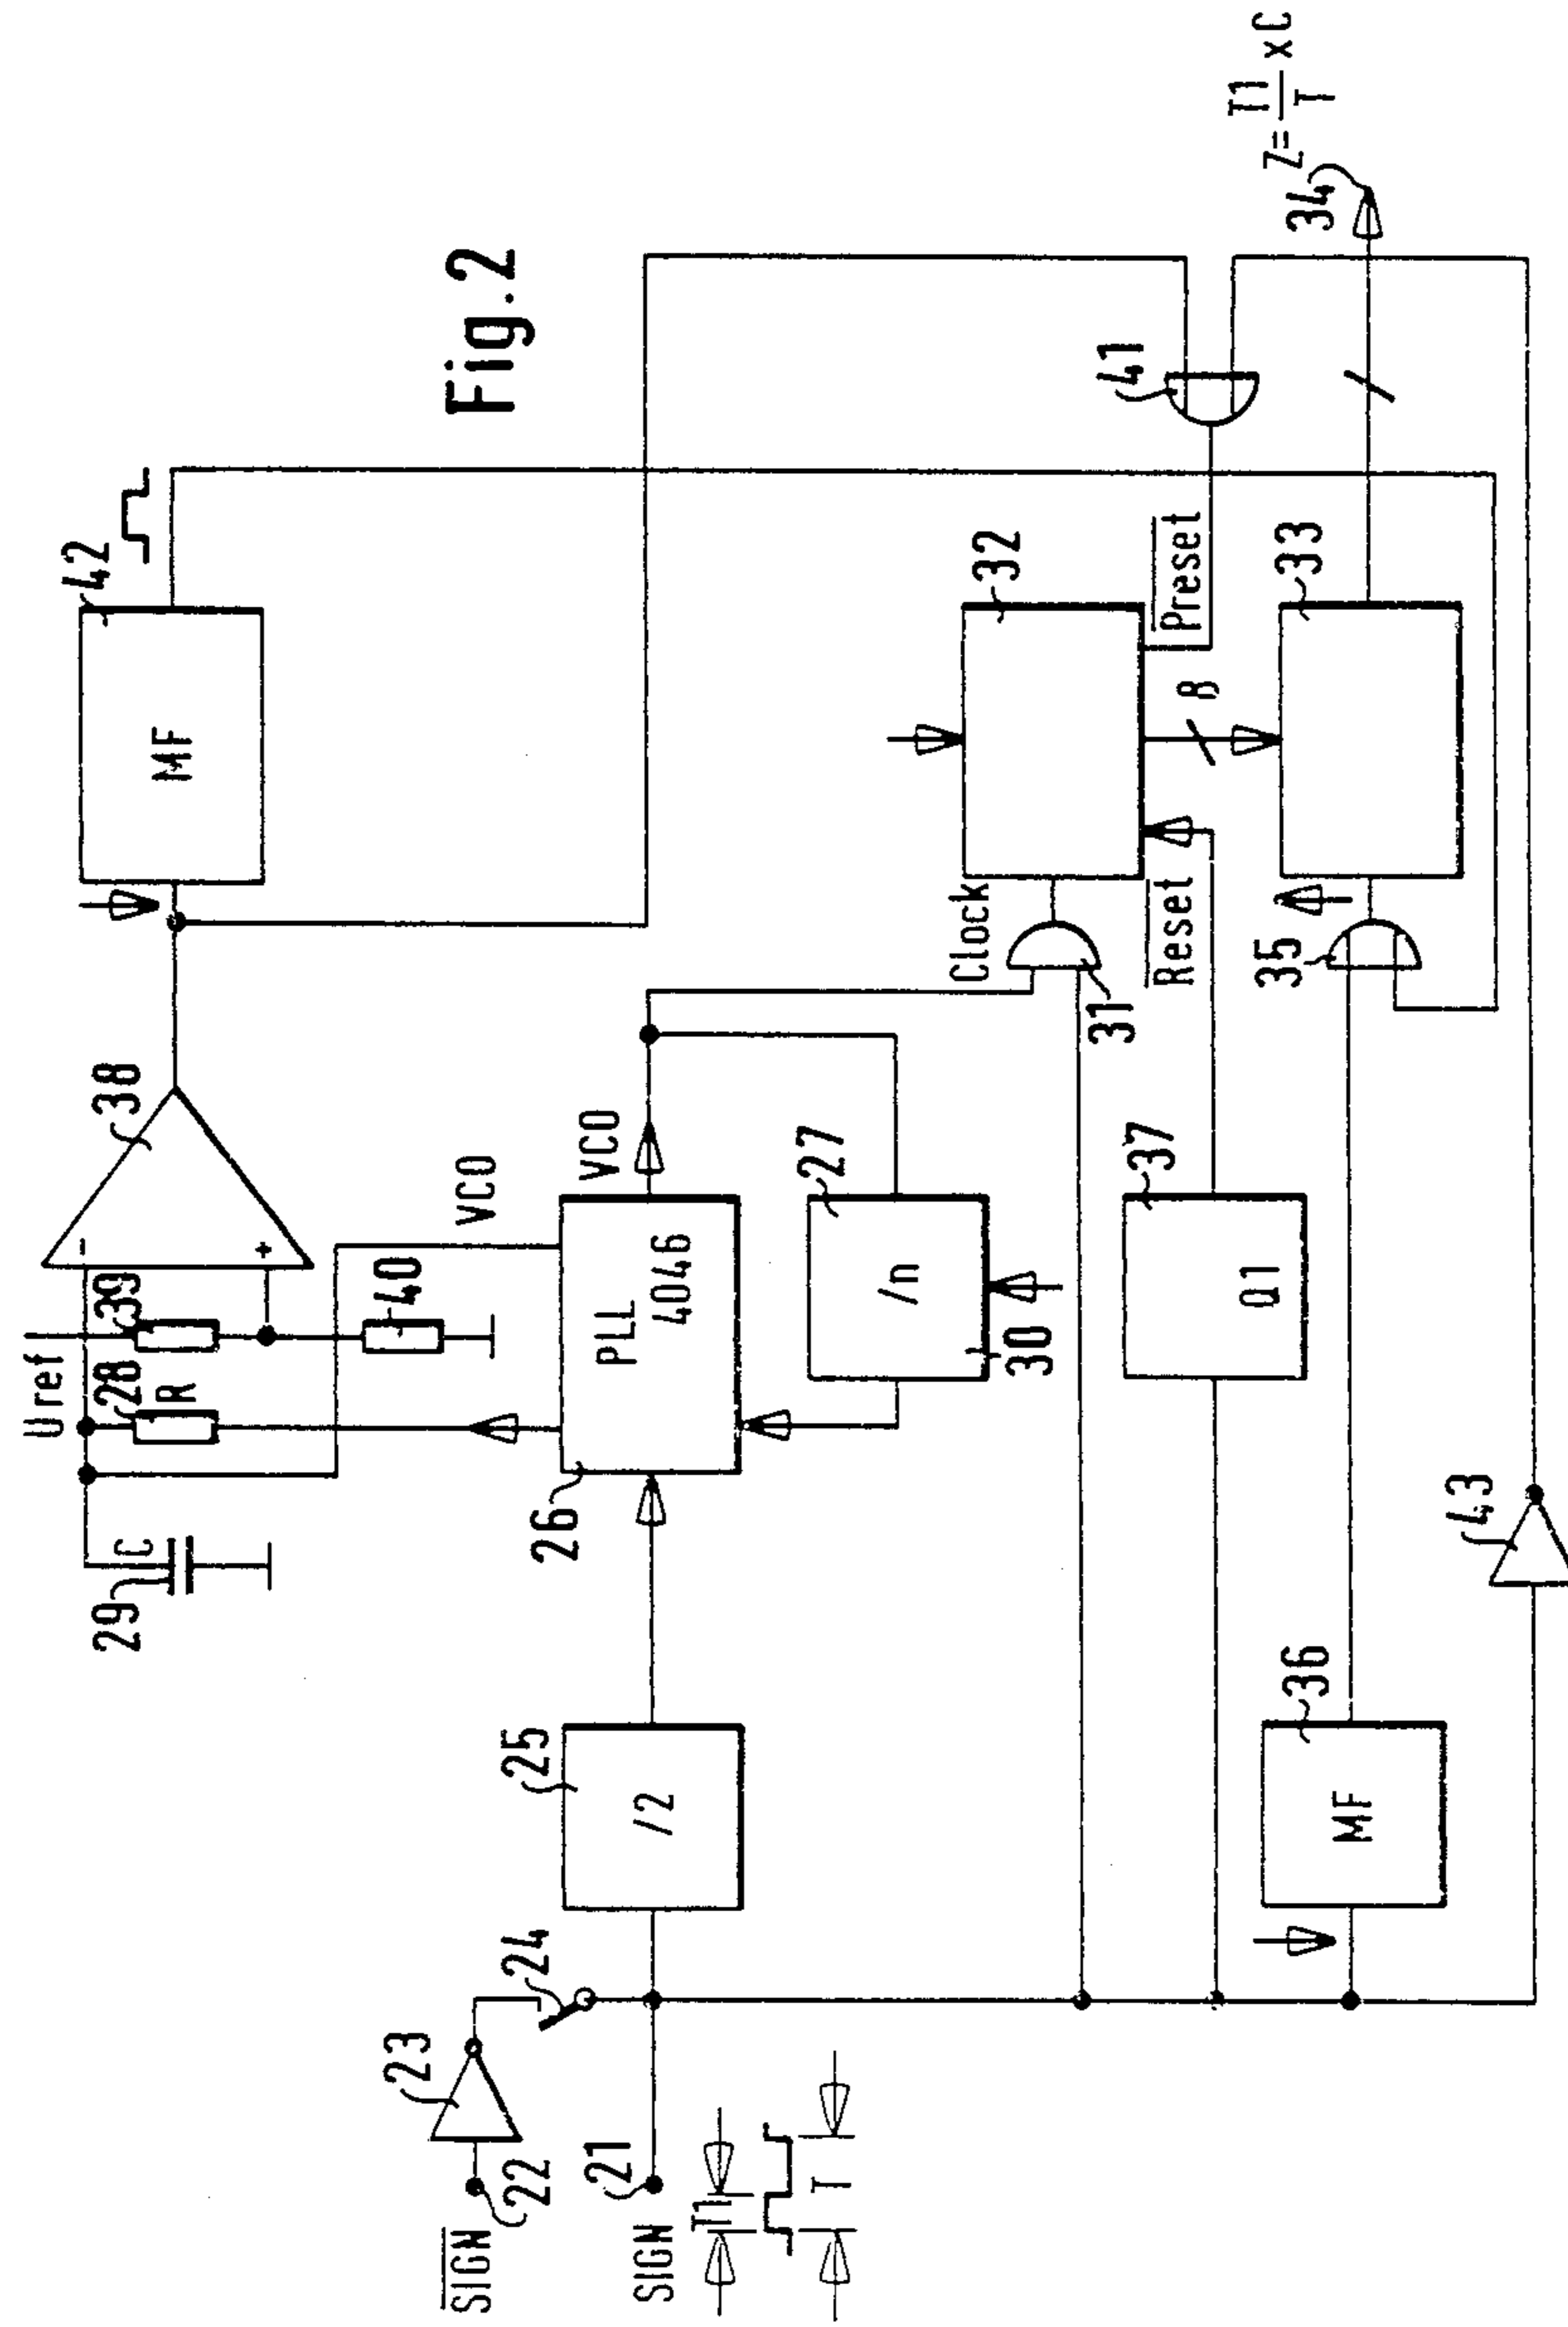 Fig.2
42
MF
38
-
+
Uref
39
28
R
40
VCO
29
C
VCO
PLL
4046
26
27
/n
30
25
/2
24
23
22
SIGN
21
SIGN
T1
T
Clock
31
32
Preset
Reset
8
41
33
34
Z= T1/T xC
35
37
Q1
36
MF
43